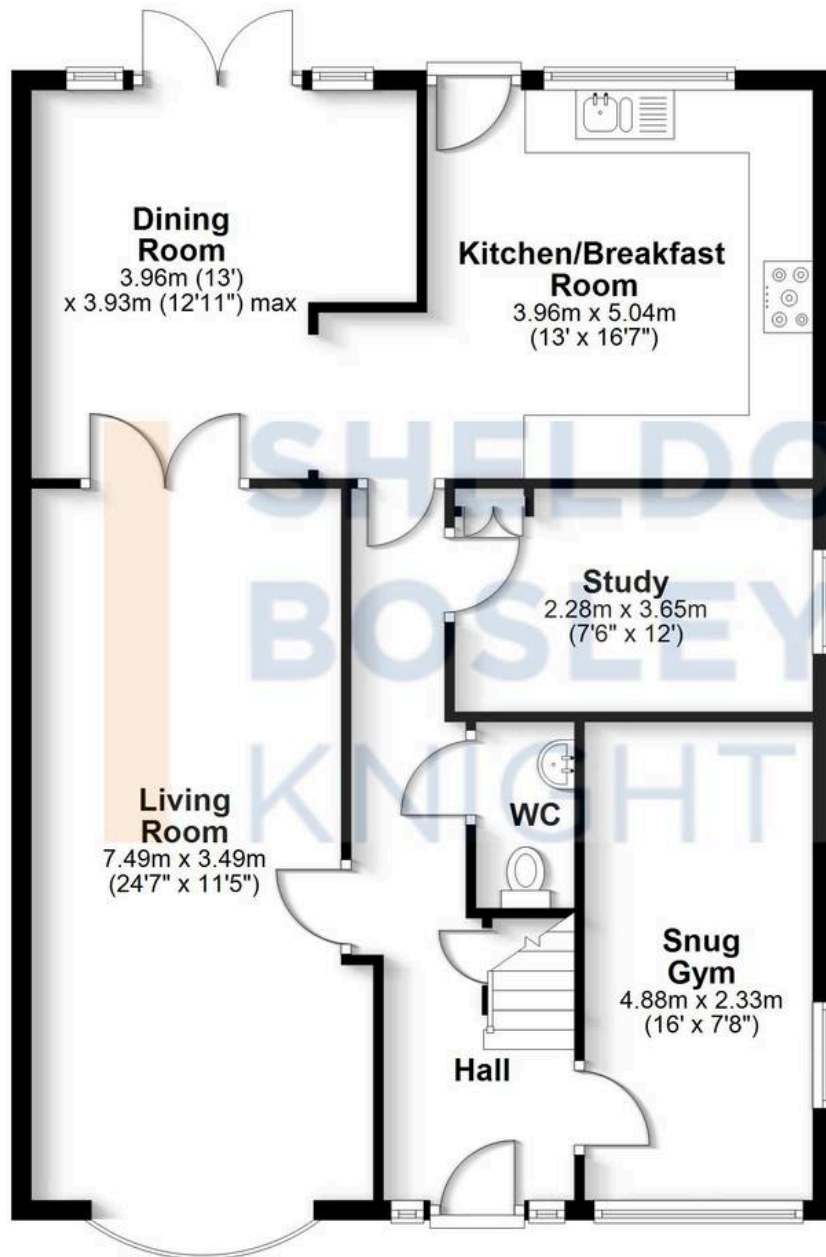 Dining
Room
3.96m (13')
x 3.93m (12'11") max
Kitchen/Breakfast
Room
3.96m x 5.04m
(13' x 16'7")
SHELDO
BOSLEY
KNIGHT
Study
2.28m x 3.65m
(7'6" x 12')
Living
Room
7.49m x 3.49m
(24'7" x 11'5")
WC
Snug
Gym
4.88m x 2.33m
(16' x 7'8")
Hall